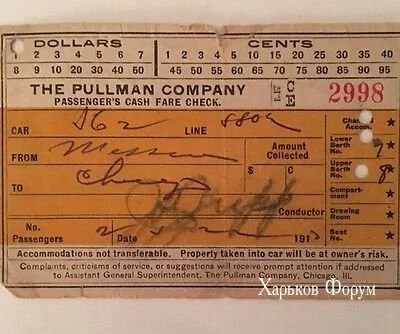 DOLLARS CENTS
1 2 3 4 5 6 7 1 5 10 15 20 25 30 35 40
8 9 10 20 30 40 50 45 50 55 60 65 70 75 80 85 90 95
THE PULLMAN COMPANY C E 2998
PASSENGER'S CASH FARE CHECK.
CAR 162 LINE Change Accom.
FROM Amount Collected Lower Berth No. 7
TO Chicago $ C Upper Berth No. 8
Compartment
Conductor Drawing Room
No. Passengers 2 Date 191 Seat No.
Accommodations not transferable. Property taken into car will be at owner's risk.
Complaints, criticisms of service, or suggestions will receive prompt attention if addressed
to Assistant General Superintendent, The Pullman Company, Chicago, Ill.
Харьков Форум